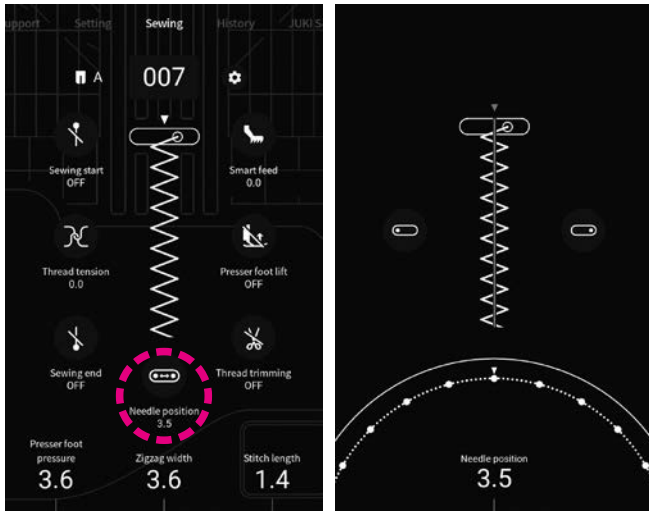 Setting
Sewing
History
A
007
Sewing start
OFF
Smart feed
0.0
Thread tension
0.0
Presser foot lift
OFF
Sewing end
OFF
Thread trimming
OFF
Needle position
3.5
Presser foot
pressure
3.6
Zigzag width
3.6
Stitch length
1.4
Needle position
3.5